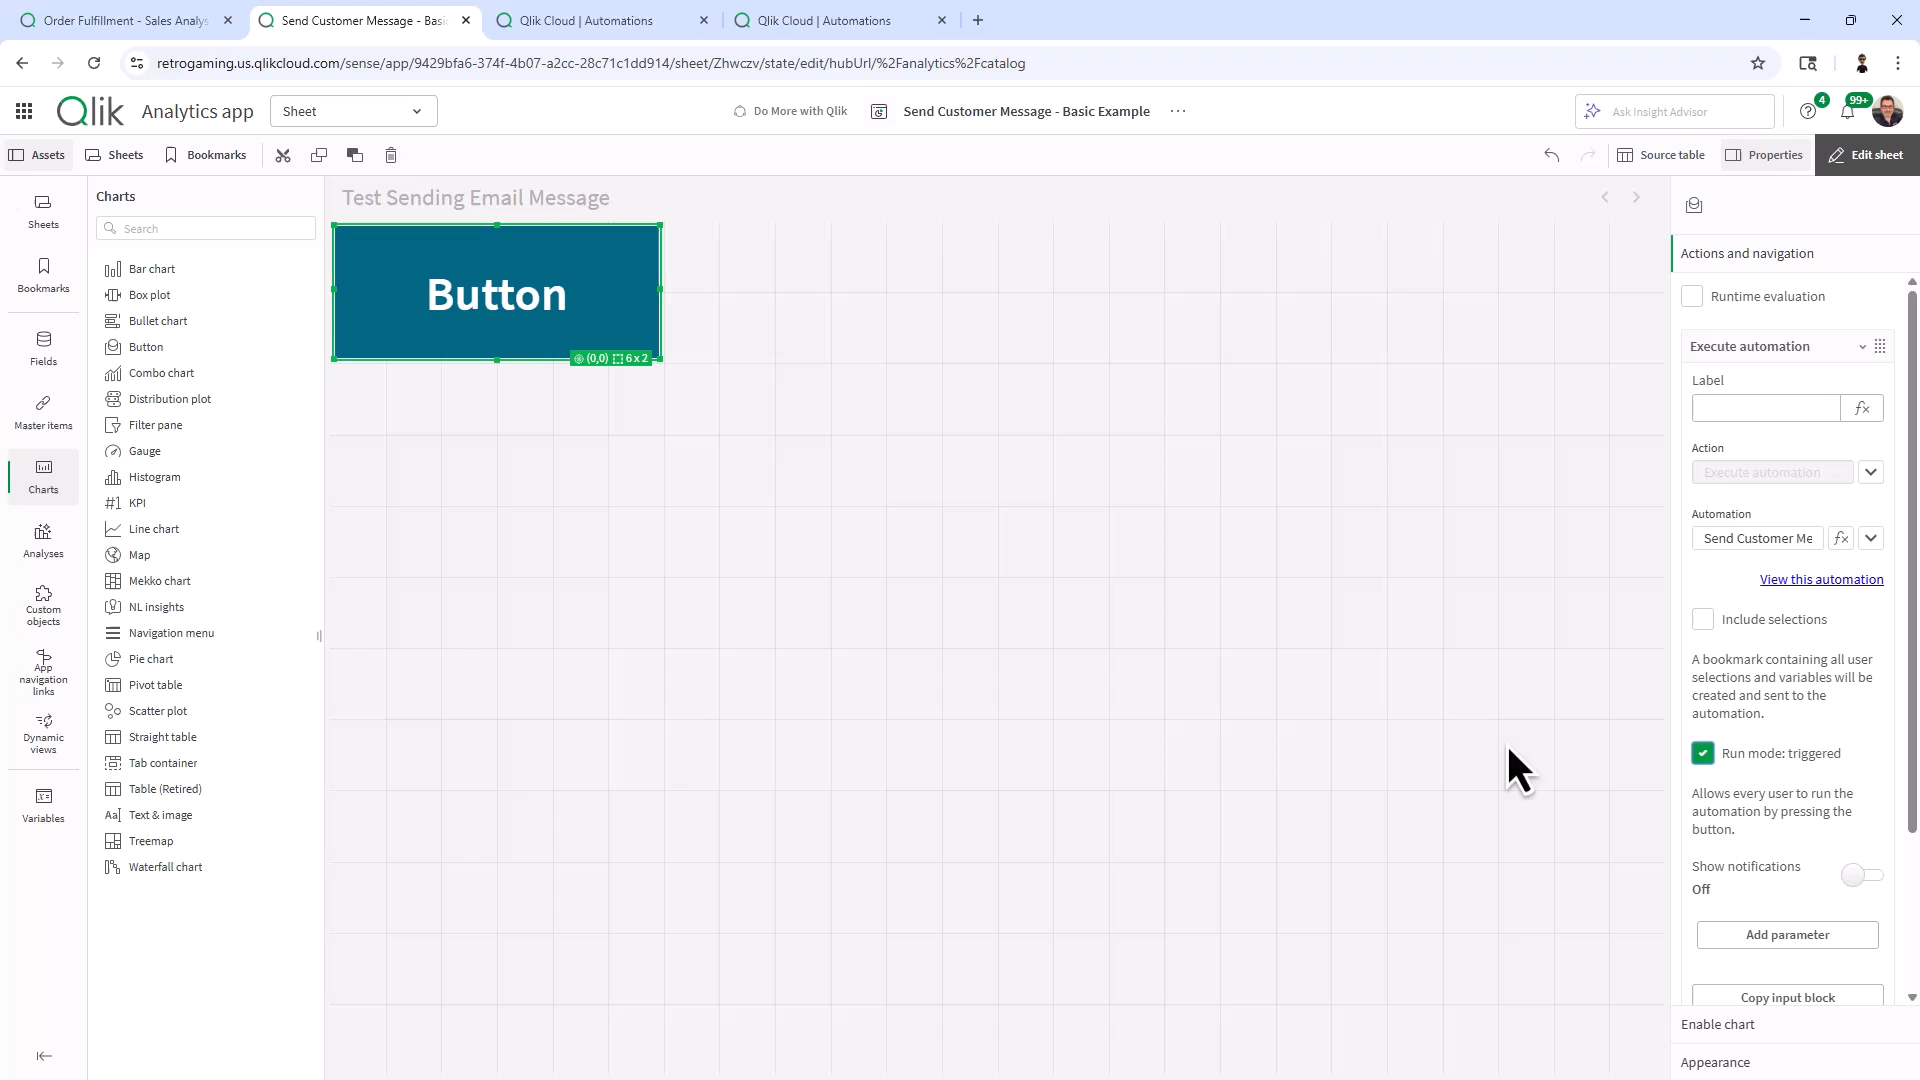 Order Fulfillment - Sales Analys
Send Customer Message - Basi
Qlik Cloud | Automations
Qlik Cloud | Automations
retrogaming.us.qlikcloud.com/sense/app/9429bfa6-374f-4b07-a2cc-28c71c1dd914/sheet/Zhwczv/state/edit/hubUrl/%2Fanalytics%2Fcatalog
Qlik
Analytics app
Sheet
Do More with Qlik
Send Customer Message - Basic Example
Ask Insight Advisor
4
99+
Assets
Sheets
Bookmarks
Source table
Properties
Edit sheet
Sheets
Bookmarks
Fields
Master items
Charts
Analyses
Custom objects
App navigation links
Dynamic views
Variables
Charts
Search
Bar chart
Box plot
Bullet chart
Button
Combo chart
Distribution plot
Filter pane
Gauge
Histogram
#1 KPI
Line chart
Map
Mekko chart
NL insights
Navigation menu
Pie chart
Pivot table
Scatter plot
Straight table
Tab container
Table (Retired)
Aa Text & image
Treemap
Waterfall chart
Test Sending Email Message
Button
(0,0) 6 x 2
Actions and navigation
Runtime evaluation
Execute automation
Label
fx
Action
Execute automation
Automation
Send Customer Me
fx
View this automation
Include selections
A bookmark containing all user
selections and variables will be
created and sent to the
automation.
Run mode: triggered
Allows every user to run the
automation by pressing the
button.
Show notifications
Off
Add parameter
Copy input block
Enable chart
Appearance